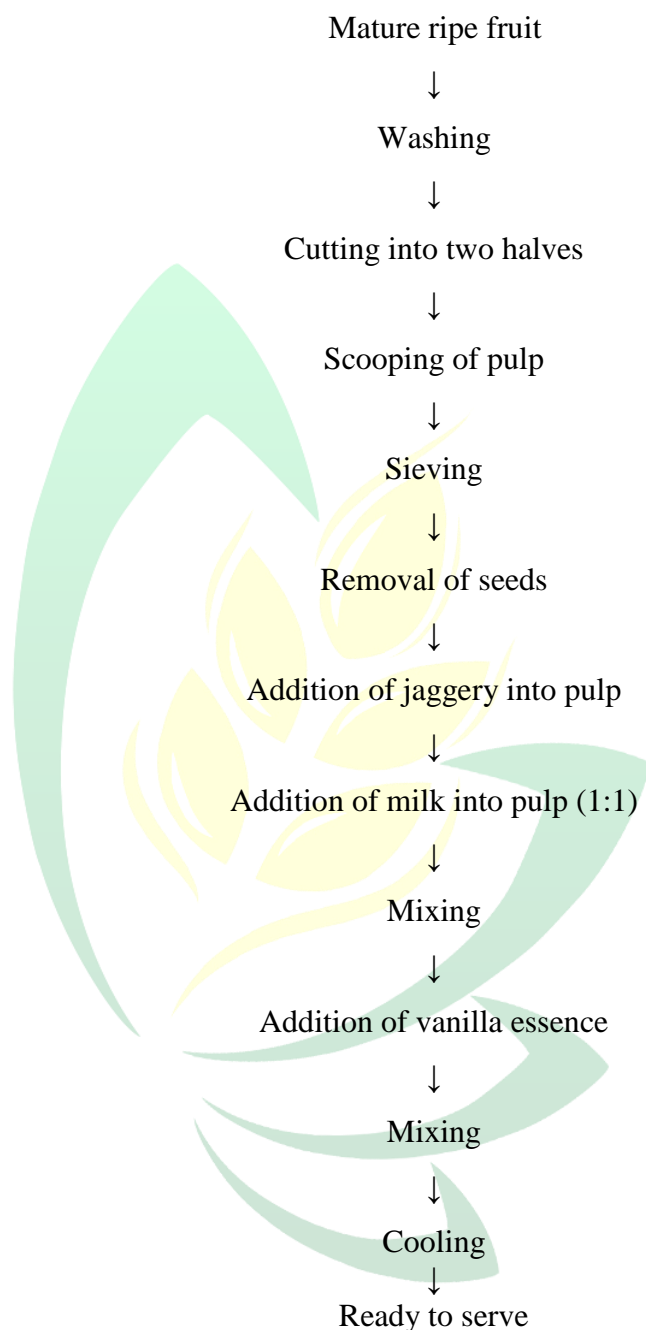 Mature ripe fruit
↓
Washing
↓
Cutting into two halves
↓
Scooping of pulp
↓
Sieving
↓
Removal of seeds
↓
Addition of jaggery into pulp
↓
Addition of milk into pulp (1:1)
↓
Mixing
↓
Addition of vanilla essence
↓
Mixing
↓
Cooling
↓
Ready to serve